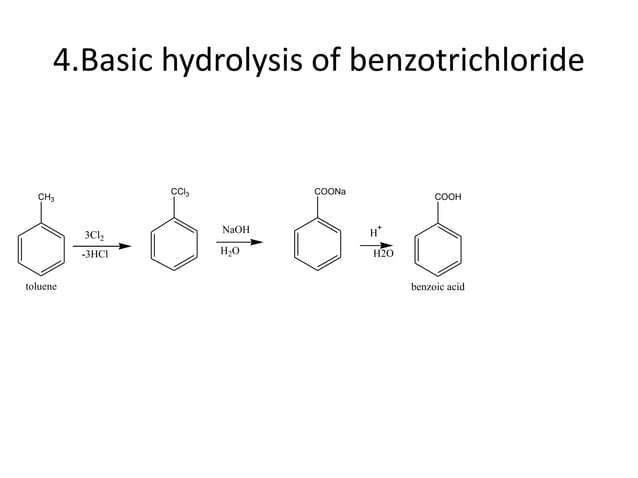 4.Basic hydrolysis of benzotrichloride
CH₃
CCl₃
COONa
COOH
3Cl₂
-3HCl
NaOH
H₂O
H⁺
H2O
toluene
benzoic acid